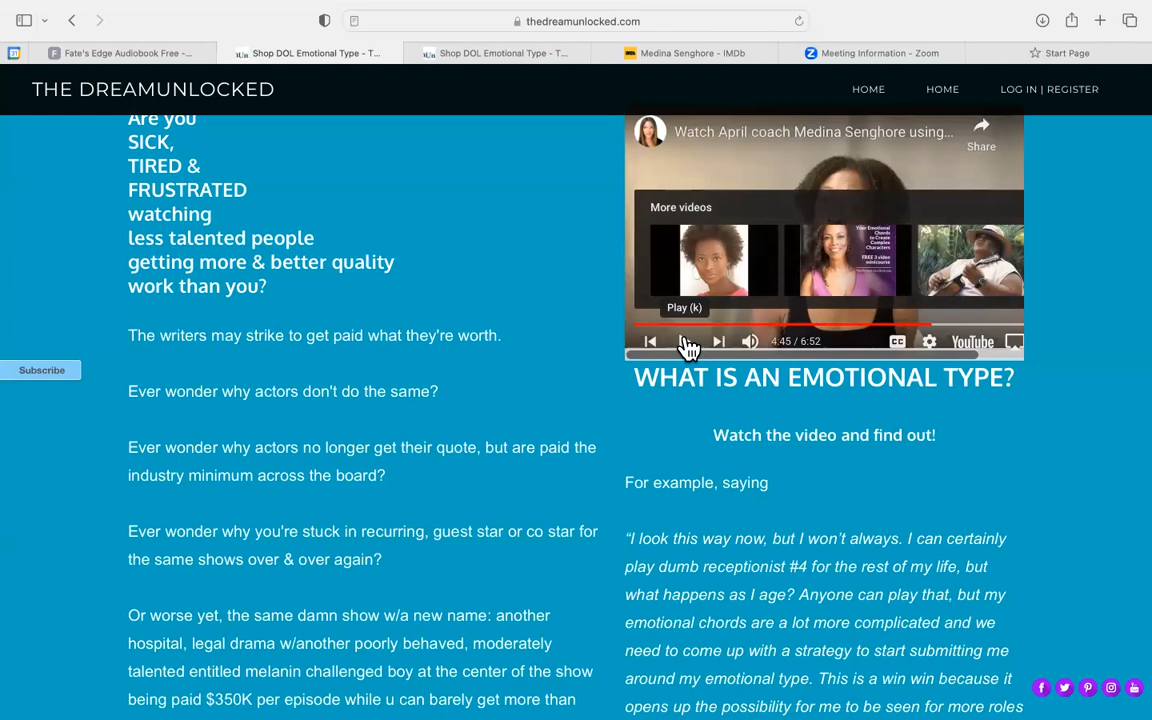 thedreamunlocked.com
Fate's Edge Audiobook Free -...
Shop DOL Emotional Type - T...
Shop DOL Emotional Type - T...
Medina Senghore - IMDb
Meeting Information - Zoom
Start Page
THE DREAMUNLOCKED
HOME
HOME
LOG IN | REGISTER
Are you
SICK,
TIRED &
FRUSTRATED
watching
less talented people
getting more & better quality
work than you?
The writers may strike to get paid what they're worth.
Ever wonder why actors don't do the same?
Ever wonder why actors no longer get their quote, but are paid the
industry minimum across the board?
Ever wonder why you're stuck in recurring, guest star or co star for
the same shows over & over again?
Or worse yet, the same damn show w/a new name: another
hospital, legal drama w/another poorly behaved, moderately
talented entitled melanin challenged boy at the center of the show
being paid $350K per episode while u can barely get more than
Subscribe
Watch April coach Medina Senghore using...
Share
More videos
Your Emotional
Chords to
Create
Complex
Characters
FREE 3 video
minicourse
Play (k)
4:45 / 6:52
CC
YouTube
WHAT IS AN EMOTIONAL TYPE?
Watch the video and find out!
For example, saying
“I look this way now, but I won’t always. I can certainly
play dumb receptionist #4 for the rest of my life, but
what happens as I age? Anyone can play that, but my
emotional chords are a lot more complicated and we
need to come up with a strategy to start submitting me
around my emotional type. This is a win win because it
opens up the possibility for me to be seen for more roles